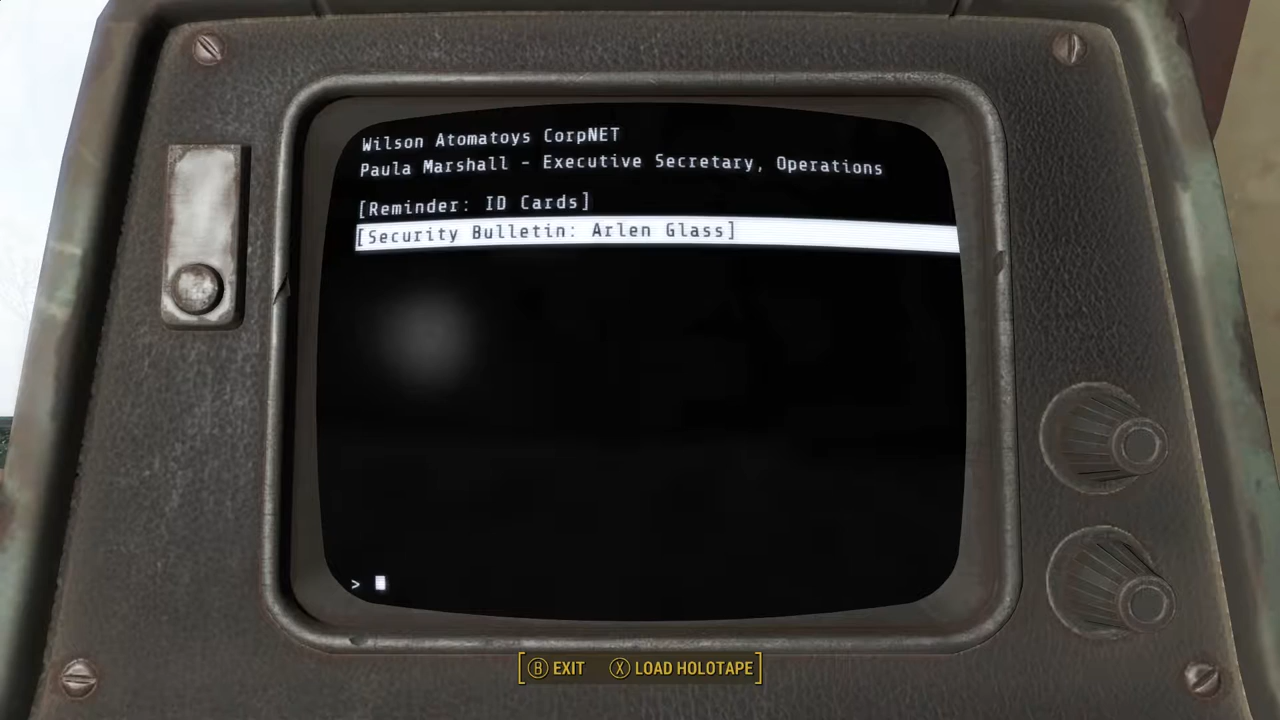 Wilson Atomatoys CorpNET
Paula Marshall - Executive Secretary, Operations
[Reminder: ID Cards]
[Security Bulletin: Arlen Glass]
>
[Ⓑ EXIT Ⓧ LOAD HOLOTAPE]